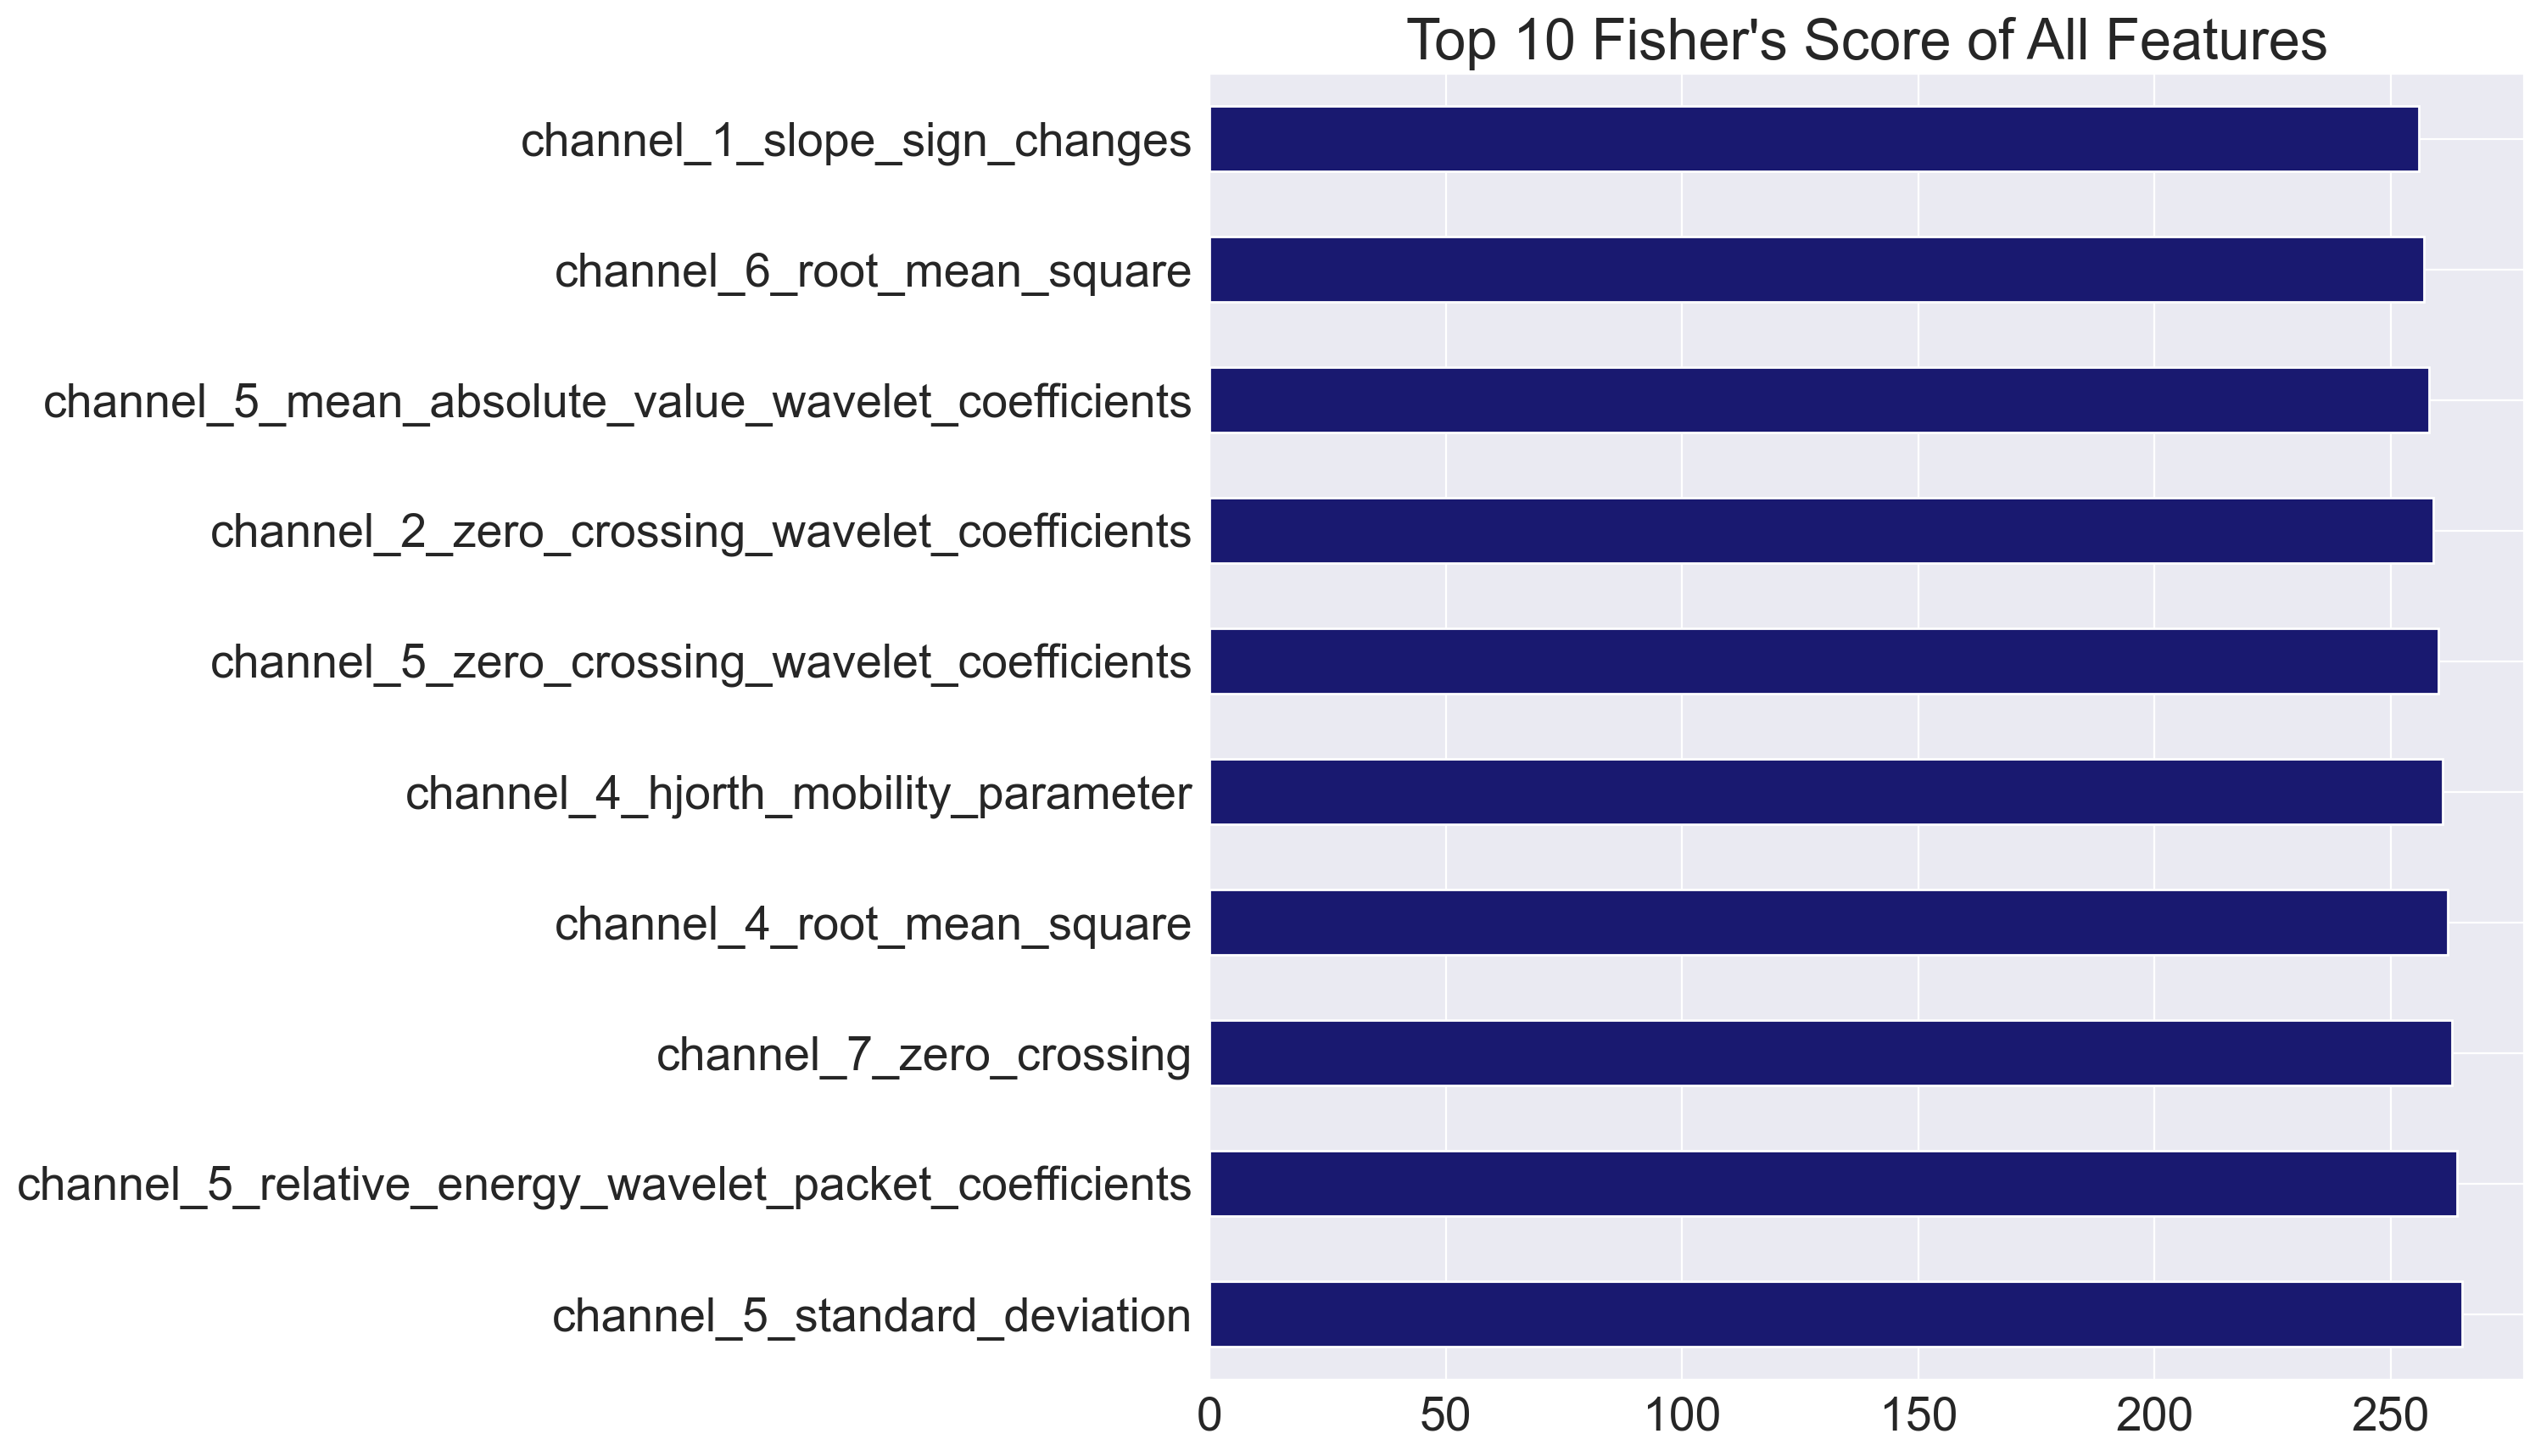 Top 10 Fisher's Score of All Features
channel_1_slope_sign_changes
channel_6_root_mean_square
channel_5_mean_absolute_value_wavelet_coefficients
channel_2_zero_crossing_wavelet_coefficients
channel_5_zero_crossing_wavelet_coefficients
channel_4_hjorth_mobility_parameter
channel_4_root_mean_square
channel_7_zero_crossing
channel_5_relative_energy_wavelet_packet_coefficients
channel_5_standard_deviation
0 50 100 150 200 250